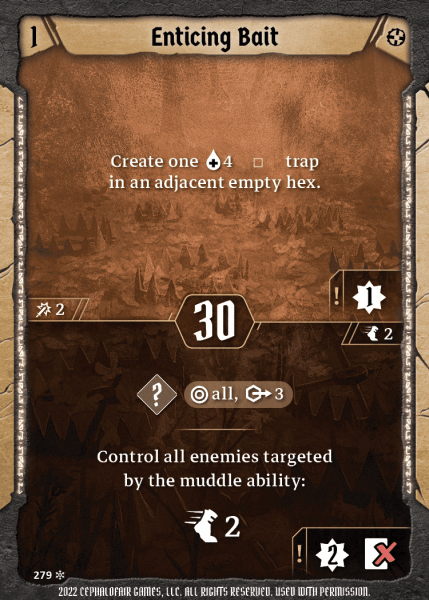 1 Enticing Bait
Create one 4 trap
in an adjacent empty hex.
! 1
2
30
2
? all, 3
Control all enemies targeted
by the muddle ability:
2
! 2
279
2022 CEPHALOFAIR GAMES, LLC. ALL RIGHTS RESERVED. USED WITH PERMISSION.